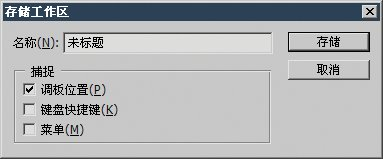 存储工作区
名称(N): 未标题
存储
取消
捕捉
调板位置(P)
键盘快捷键(K)
菜单(M)